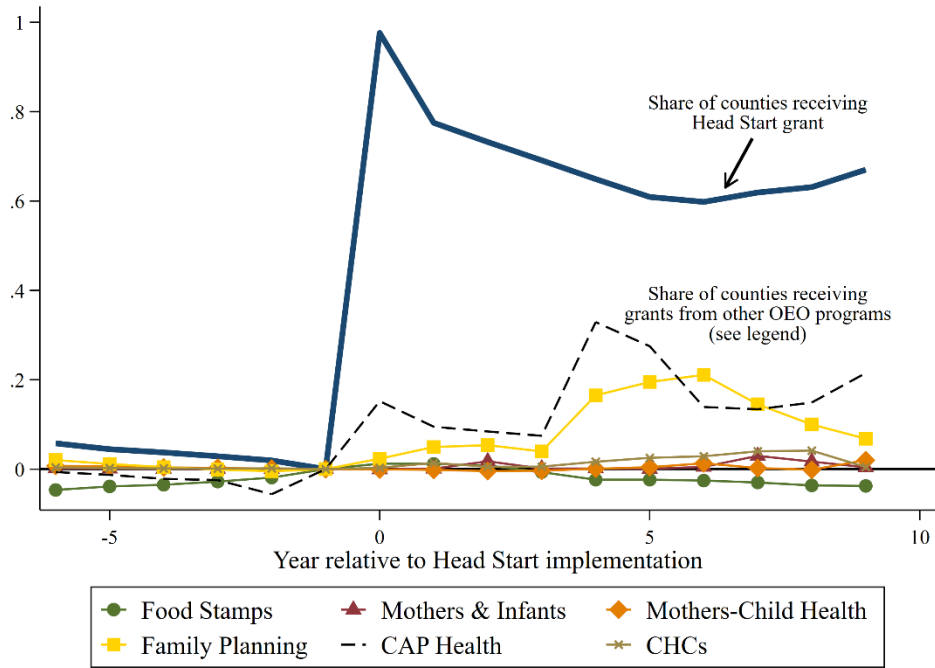 1
.8
.6
.4
.2
0
-5
0
5
10
Share of counties receiving
Head Start grant
Share of counties receiving
grants from other OEO programs
(see legend)
Year relative to Head Start implementation
Food Stamps
Mothers & Infants
Mothers-Child Health
Family Planning
CAP Health
CHCs